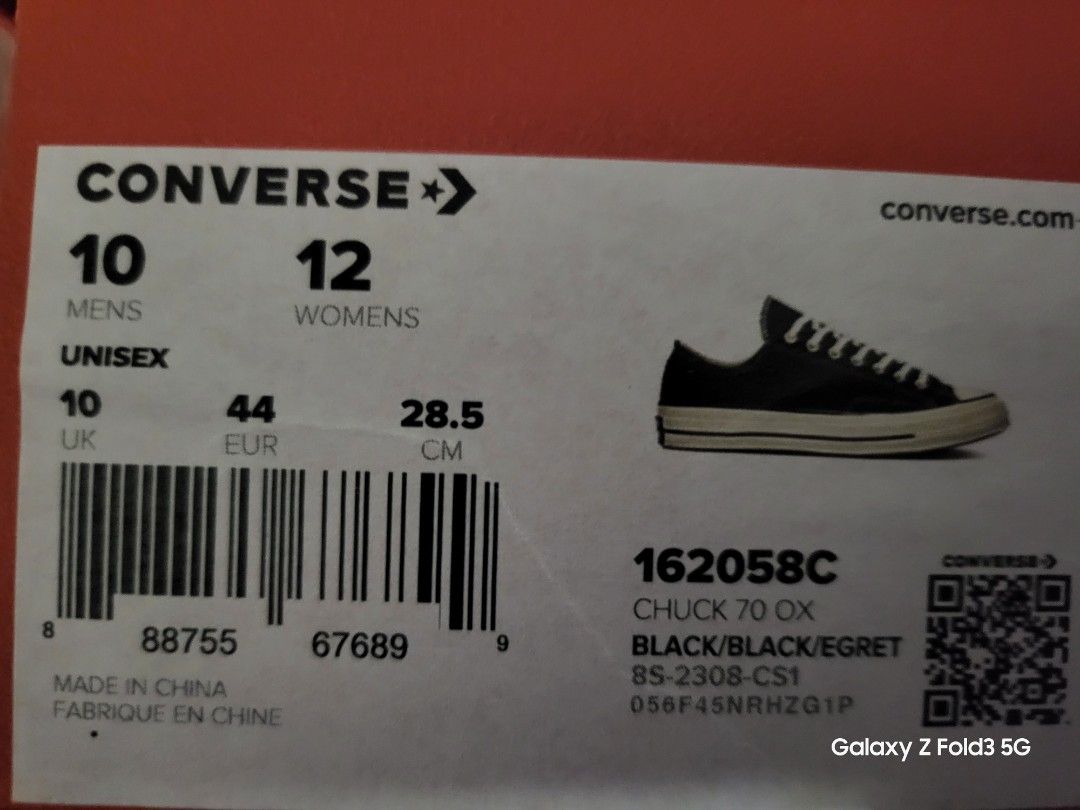 CONVERSE
converse.com
10 12
MENS WOMENS
UNISEX
10 44 28.5
UK EUR CM
8 88755 67689 9
MADE IN CHINA
FABRIQUE EN CHINE
162058C
CHUCK 70 OX
BLACK/BLACK/EGRET
8S-2308-CS1
056F45NRHZG1P
CONVERSE
Galaxy Z Fold3 5G